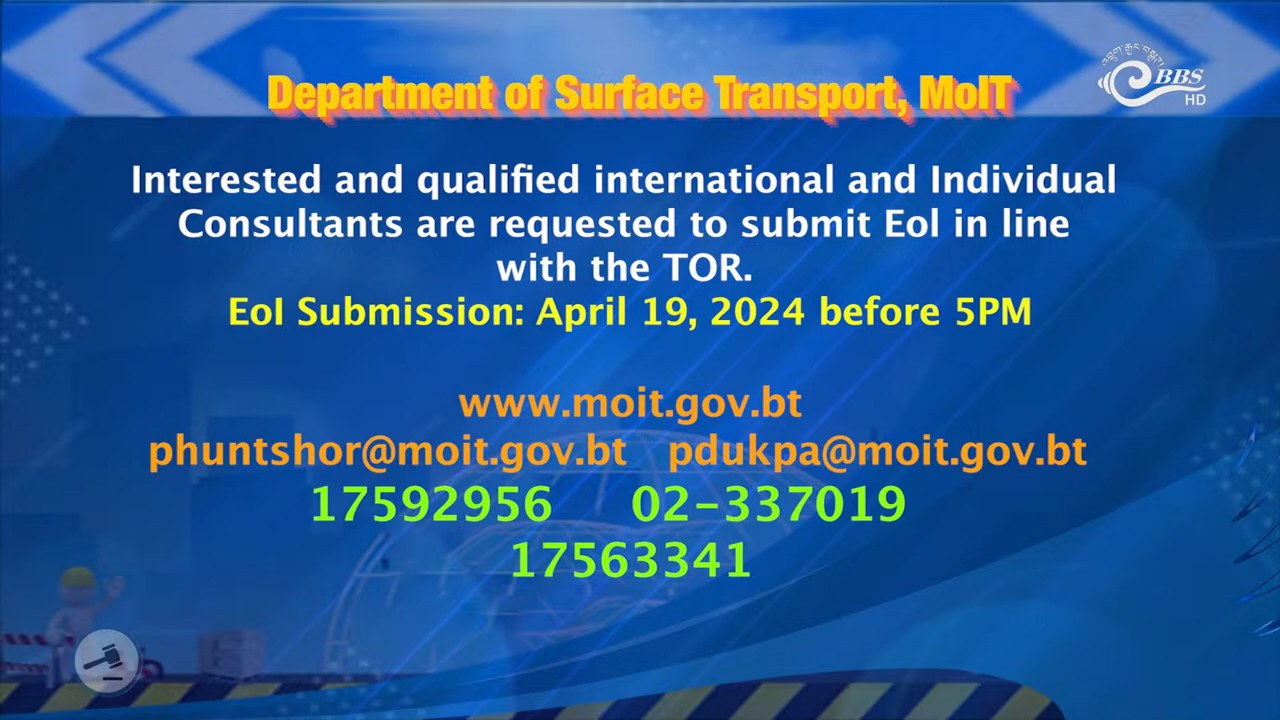 Department of Surface Transport, MoIT
BBS
HD
Interested and qualified international and Individual
Consultants are requested to submit EoI in line
with the TOR.
EoI Submission: April 19, 2024 before 5PM
www.moit.gov.bt
phuntshor@moit.gov.bt pdukpa@moit.gov.bt
17592956 02-337019
17563341